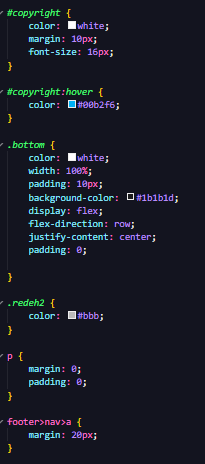 #copyright {
color: white;
margin: 10px;
font-size: 16px;
}
#copyright:hover {
color: #00b2f6;
}
.bottom {
color: white;
width: 100%;
padding: 10px;
background-color: #1b1b1d;
display: flex;
flex-direction: row;
justify-content: center;
padding: 0;
}
.redeh2 {
color: #bbb;
}
p {
margin: 0;
padding: 0;
}
footer>nav>a {
margin: 20px;
}